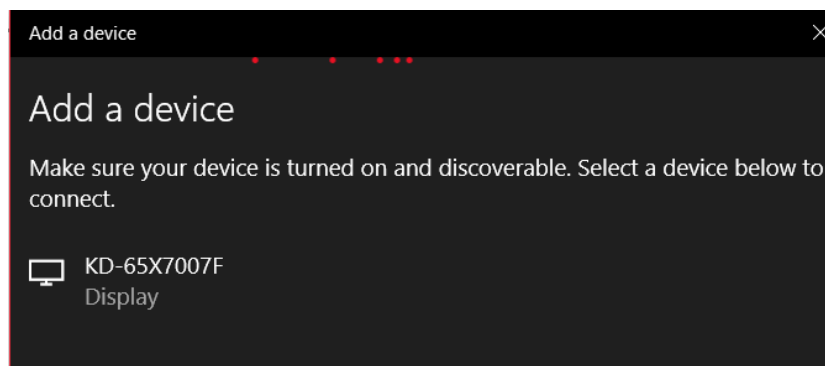 Add a device
Add a device
Make sure your device is turned on and discoverable. Select a device below to
connect.
KD-65X7007F
Display